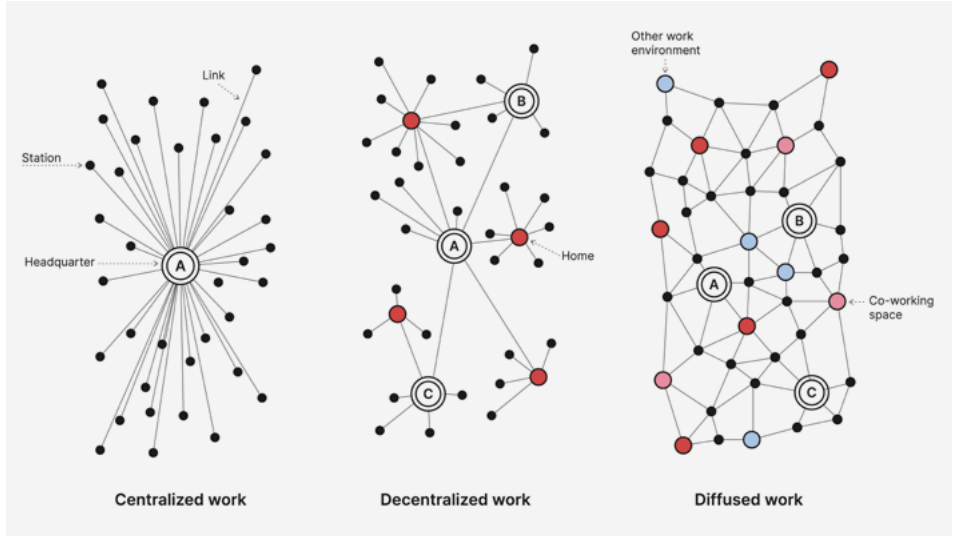 Other work
environment
Link
B
Station
B
A
Home
Headquarter
A
A
Co-working
space
C
C
Centralized work
Decentralized work
Diffused work